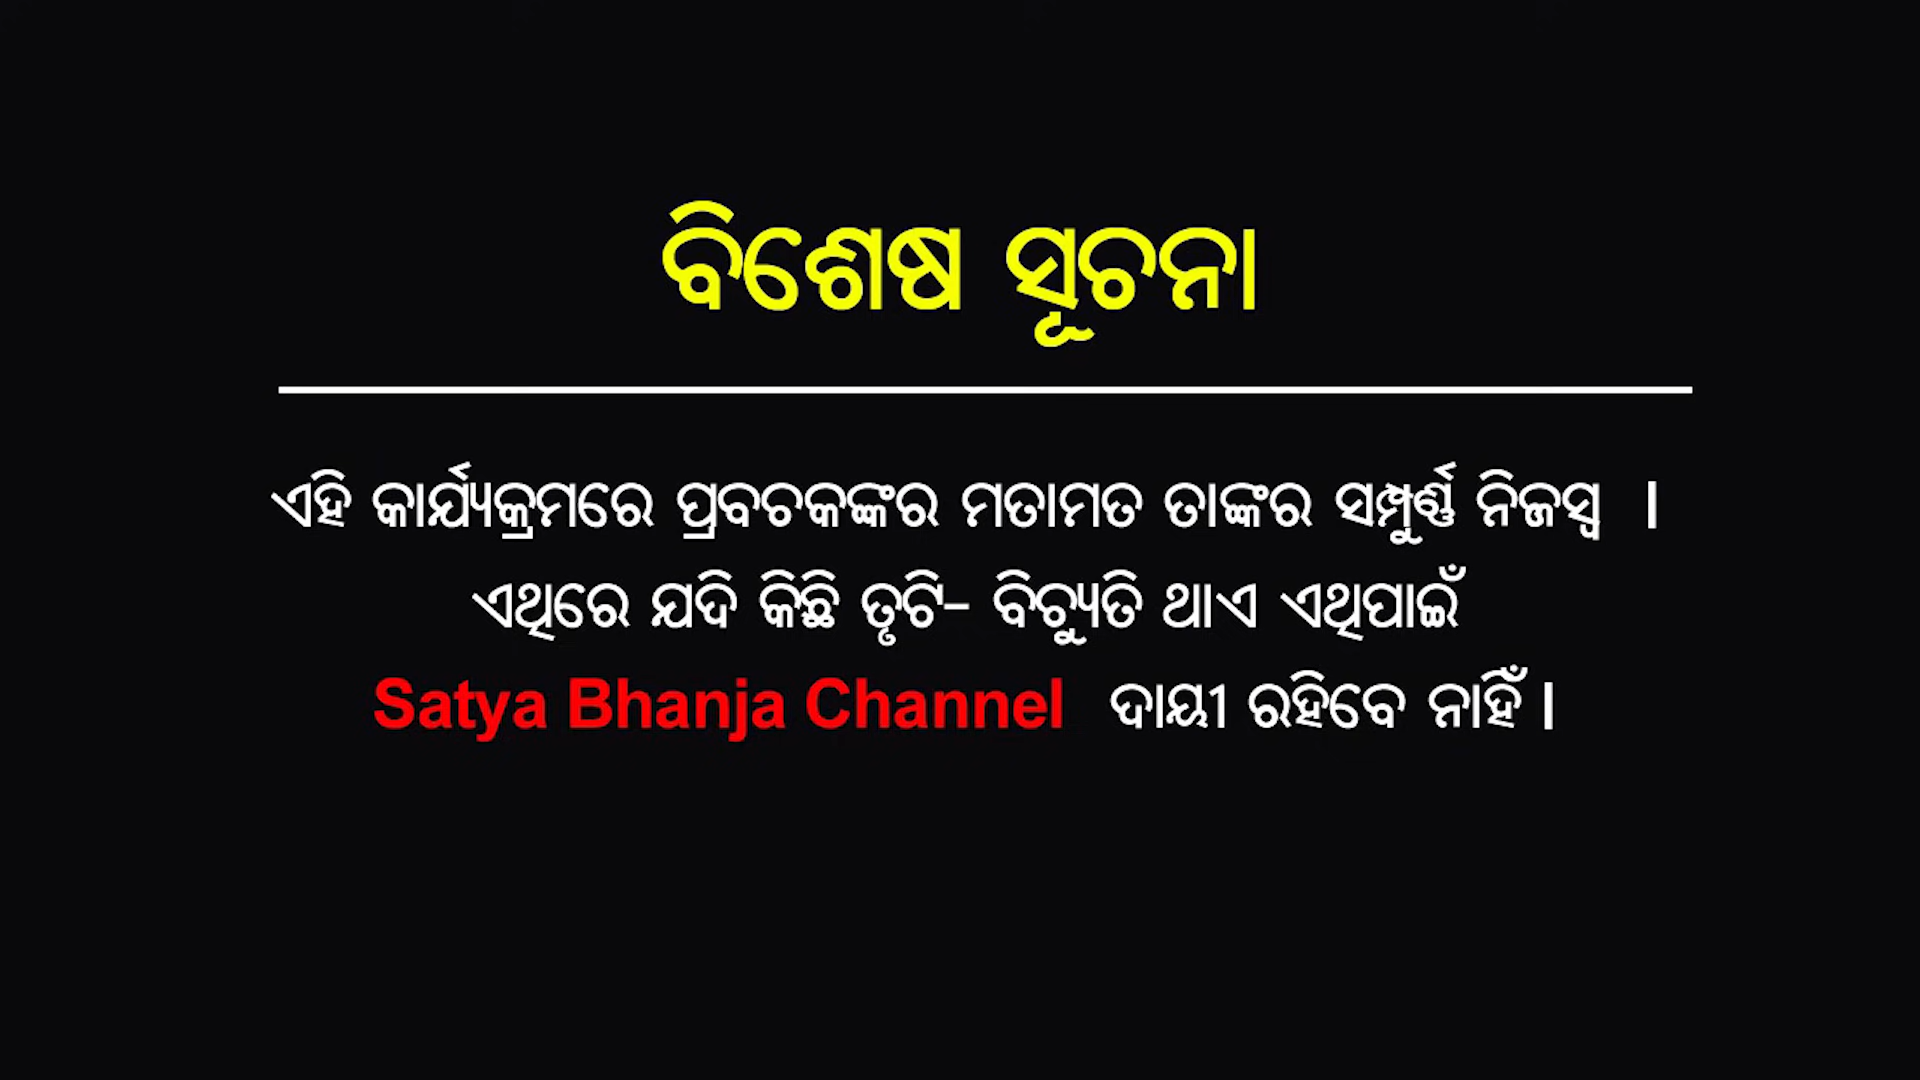 ବିଶେଷ ସୂଚନା
ଏହି କାର୍ଯ୍ୟକ୍ରମରେ ପ୍ରବଚକଙ୍କର ମତାମତ ତାଙ୍କର ସମ୍ପୁର୍ଣ୍ଣ ନିଜସ୍ୱ ।
ଏଥିରେ ଯଦି କିଛି ତୃଟି- ବିଚ୍ୟୁତି ଥାଏ ଏଥିପାଇଁ
Satya Bhanja Channel ଦାୟୀ ରହିବେ ନାହିଁ ।